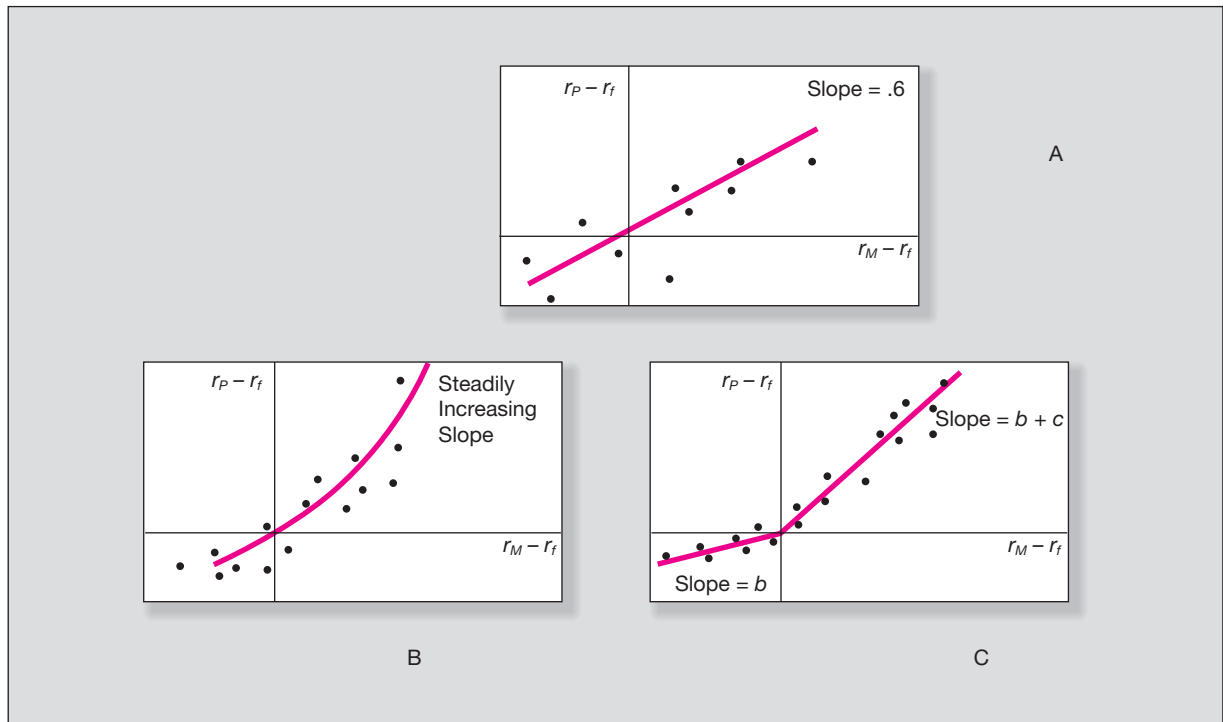 r_P – r_f
Slope = .6
r_M – r_f
A
r_P – r_f
Steadily
Increasing
Slope
r_M – r_f
B
r_P – r_f
Slope = b + c
r_M – r_f
Slope = b
C